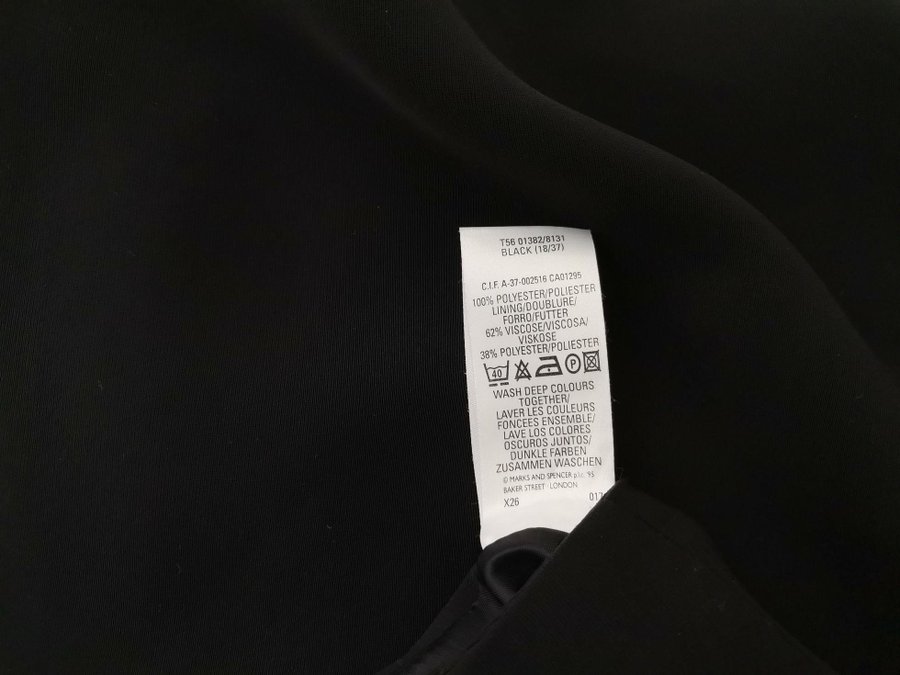 T56 01382/8131
BLACK (18/37)
C.I.F. A-37-002516 CA01295
100% POLYESTER/POLIESTER
LINING/DOUBLURE/
FORRO/FUTTER
62% VISCOSE/VISCOSA/
VISKOSE
38% POLYESTER/POLIESTER
40 P
WASH DEEP COLOURS
TOGETHER/
LAVER LES COULEURS
FONCEES ENSEMBLE/
LAVE LOS COLORES
OSCUROS JUNTOS/
DUNKLE FARBEN
ZUSAMMEN WASCHEN
© MARKS AND SPENCER p.l.c. '95
BAKER STREET LONDON
X26